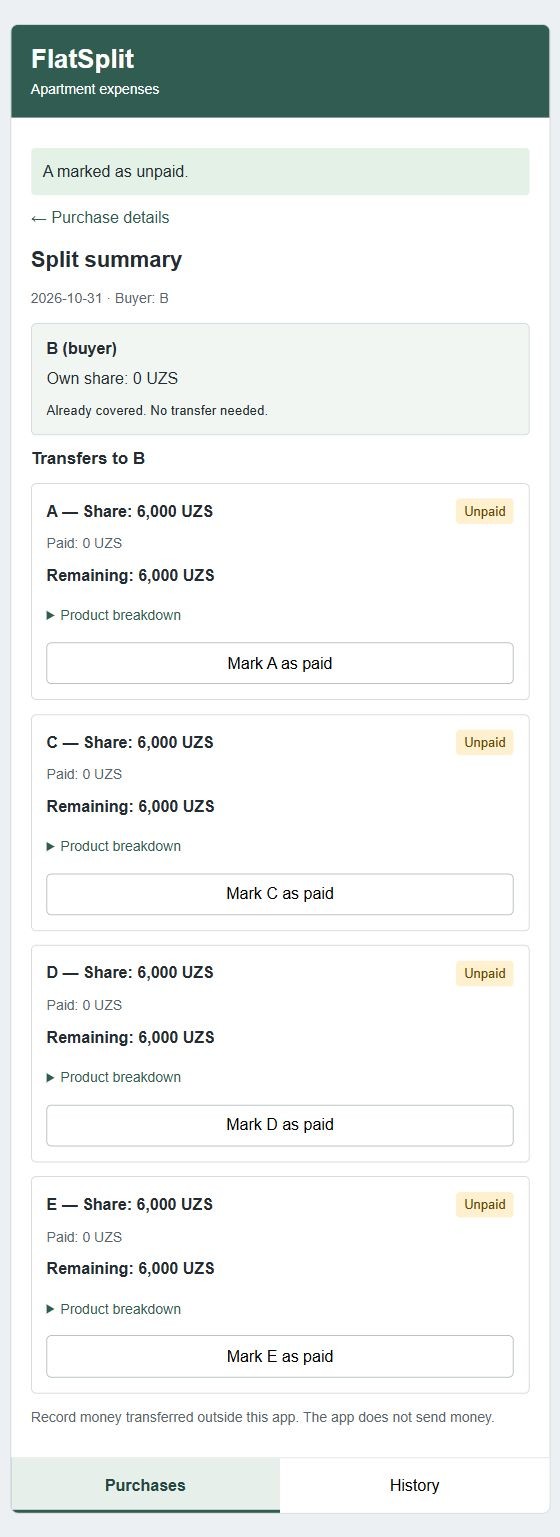 FlatSplit
Apartment expenses
A marked as unpaid.
← Purchase details
Split summary
2026-10-31 · Buyer: B
B (buyer)
Own share: 0 UZS
Already covered. No transfer needed.
Transfers to B
A — Share: 6,000 UZS
Unpaid
Paid: 0 UZS
Remaining: 6,000 UZS
▶ Product breakdown
Mark A as paid
C — Share: 6,000 UZS
Unpaid
Paid: 0 UZS
Remaining: 6,000 UZS
▶ Product breakdown
Mark C as paid
D — Share: 6,000 UZS
Unpaid
Paid: 0 UZS
Remaining: 6,000 UZS
▶ Product breakdown
Mark D as paid
E — Share: 6,000 UZS
Unpaid
Paid: 0 UZS
Remaining: 6,000 UZS
▶ Product breakdown
Mark E as paid
Record money transferred outside this app. The app does not send money.
Purchases
History